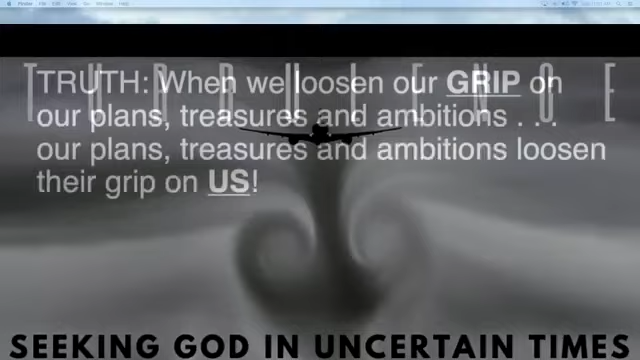 TURBULENCE
TRUTH: When we loosen our GRIP on
our plans, treasures and ambitions . . .
our plans, treasures and ambitions loosen
their grip on US!
SEEKING GOD IN UNCERTAIN TIMES